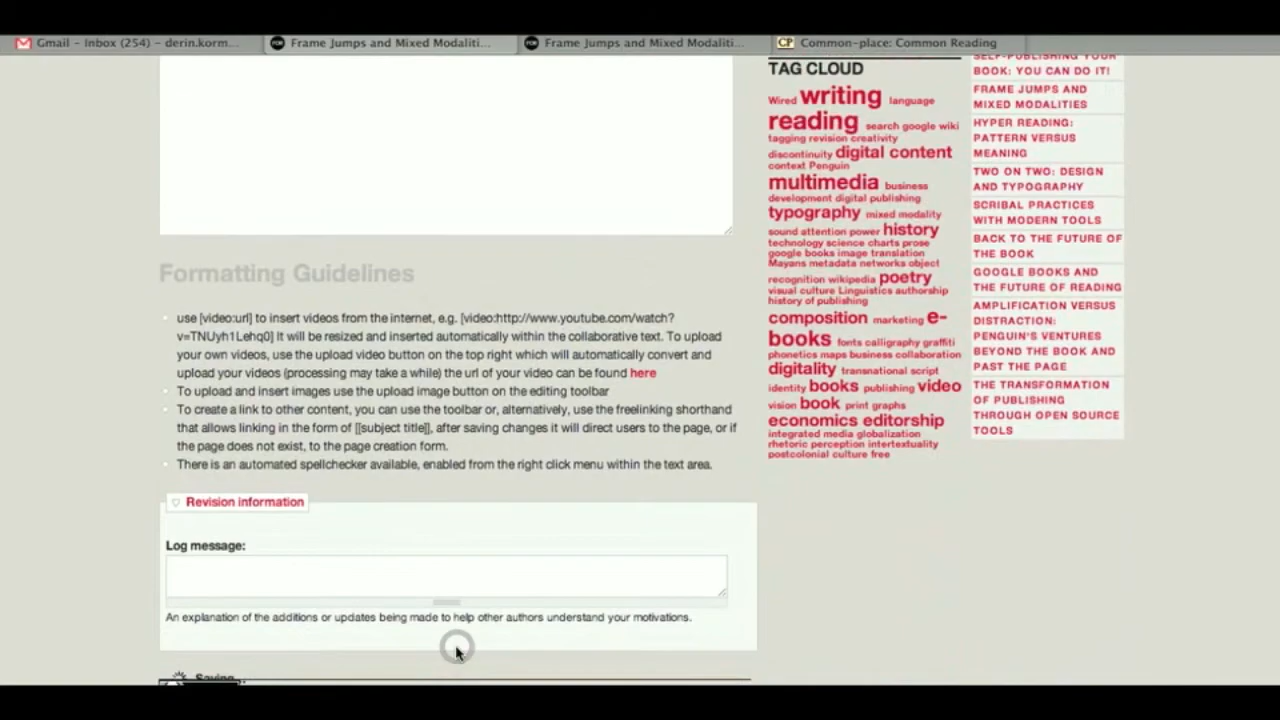 Gmail – Inbox (254) – derin.korm...
Frame Jumps and Mixed Modaliti...
Frame Jumps and Mixed Modaliti...
Common-place: Common Reading
Formatting Guidelines
use [video:url] to insert videos from the internet, e.g. [video:http://www.youtube.com/watch?
v=TNUyh1Lehq0] It will be resized and inserted automatically within the collaborative text. To upload
your own videos, use the upload video button on the top right which will automatically convert and
upload your videos (processing may take a while) the url of your video can be found here
To upload and insert images use the upload image button on the editing toolbar
To create a link to other content, you can use the toolbar or, alternatively, use the freelinking shorthand
that allows linking in the form of [[subject title]], after saving changes it will direct users to the page, or if
the page does not exist, to the page creation form.
There is an automated spellchecker available, enabled from the right click menu within the text area.
Revision information
Log message:
An explanation of the additions or updates being made to help other authors understand your motivations.
Saving...
TAG CLOUD
Wired writing language
reading search google wiki
tagging revision creativity
discontinuity digital content
context Penguin
multimedia business
development digital publishing
typography mixed modality
sound attention power history
technology science charts prose
google books image translation
Mayans metadata networks object
recognition wikipedia poetry
visual culture Linguistics authorship
history of publishing
composition marketing e-
books fonts calligraphy graffiti
phonetics maps business collaboration
digitality transnational script
identity books publishing video
vision book print graphs
economics editorship
integrated media globalization
rhetoric perception intertextuality
postcolonial culture free
SELF-PUBLISHING YOUR
BOOK: YOU CAN DO IT!
FRAME JUMPS AND
MIXED MODALITIES
HYPER READING:
PATTERN VERSUS
MEANING
TWO ON TWO: DESIGN
AND TYPOGRAPHY
SCRIBAL PRACTICES
WITH MODERN TOOLS
BACK TO THE FUTURE OF
THE BOOK
GOOGLE BOOKS AND
THE FUTURE OF READING
AMPLIFICATION VERSUS
DISTRACTION:
PENGUIN'S VENTURES
BEYOND THE BOOK AND
PAST THE PAGE
THE TRANSFORMATION
OF PUBLISHING
THROUGH OPEN SOURCE
TOOLS